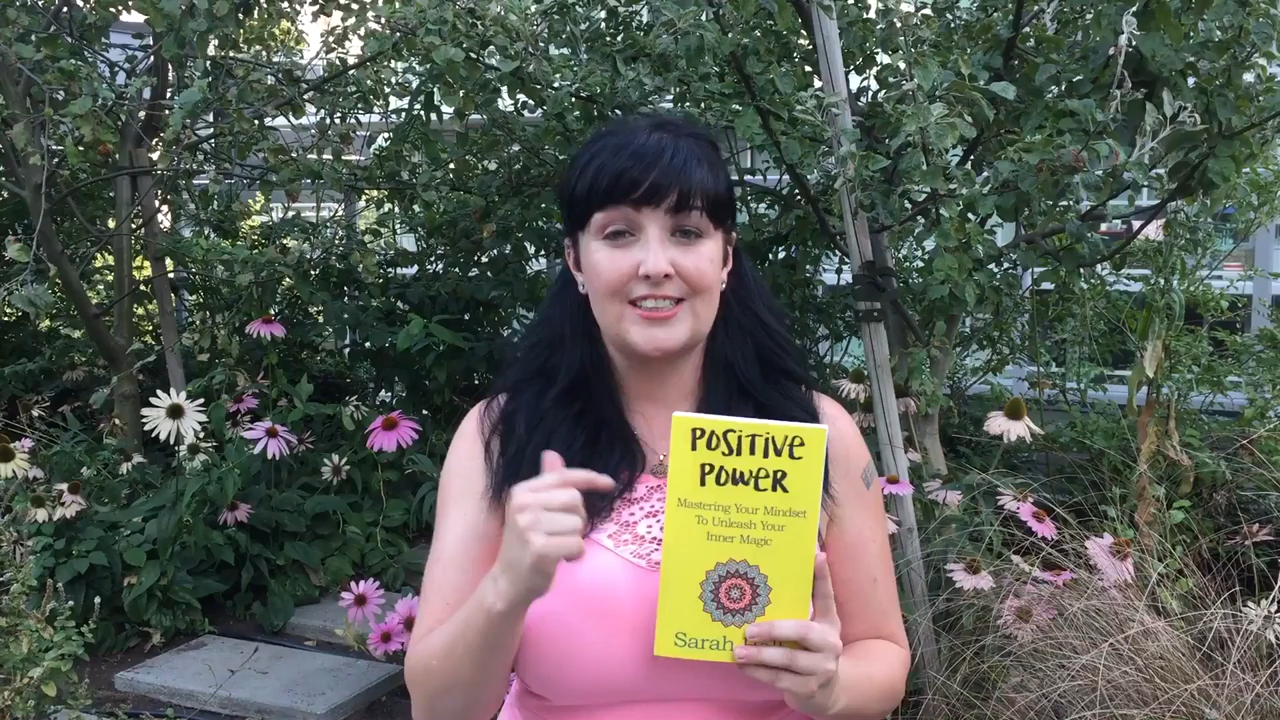 POSITIVE
POWER
Mastering Your Mindset
To Unleash Your
Inner Magic
Sarah